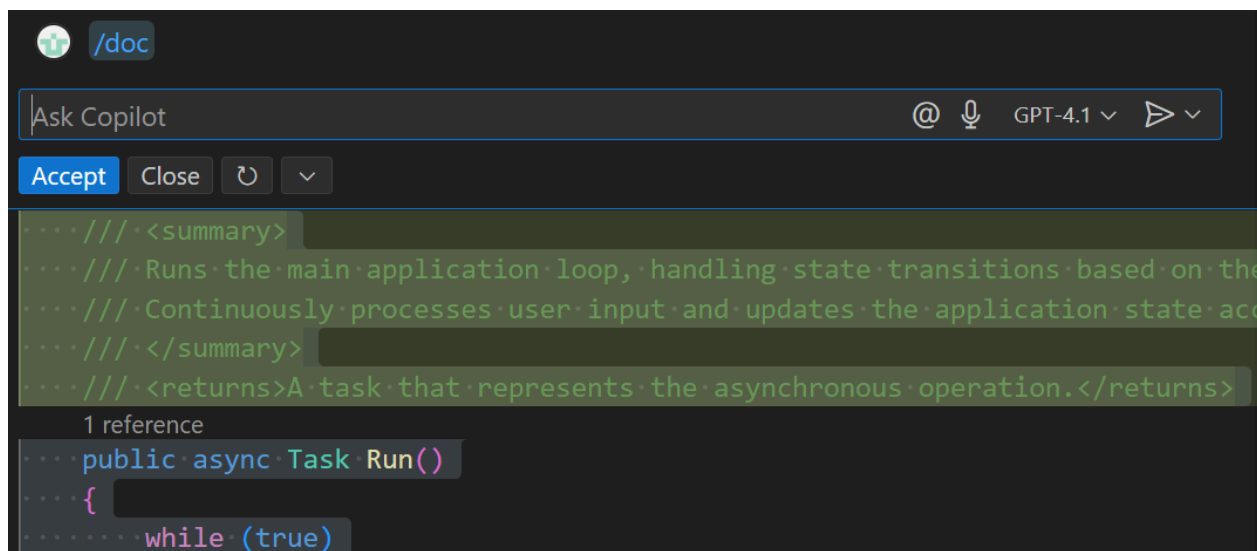 /doc
Ask Copilot @ GPT-4.1
Accept Close
/// <summary>
/// Runs the main application loop, handling state transitions based on the
/// Continuously processes user input and updates the application state
/// </summary>
/// <returns>A task that represents the asynchronous operation.</returns>
1 reference
public async Task Run()
{
while (true)